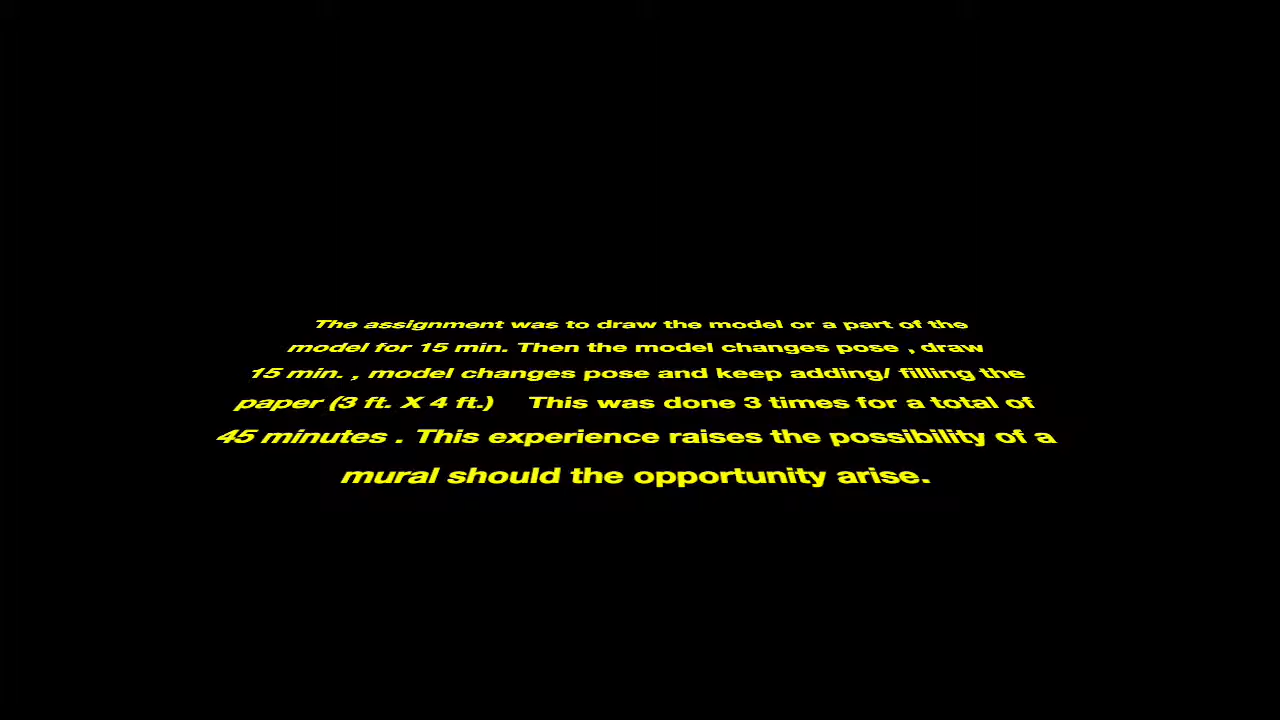 The assignment was to draw the model or a part of the
model for 15 min. Then the model changes pose , draw
15 min. , model changes pose and keep adding/ filling the
paper (3 ft. X 4 ft.) This was done 3 times for a total of
45 minutes . This experience raises the possibility of a
mural should the opportunity arise.